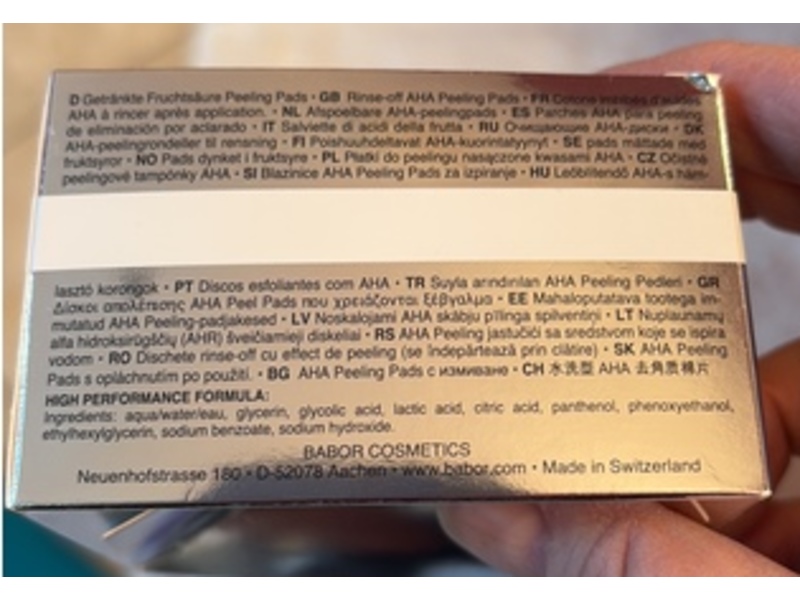 D Getränkte Fruchtsäure Peeling Pads • GB Rinse-off AHA Peeling Pads • FR Cotons imbibés d'acides
AHA à rincer après application. • NL Afspoelbare AHA-peelingpads • ES Parches AHA para peeling
de eliminación por aclarado • IT Salviette di acidi della frutta • RU Очищающие AHA-диски • DK
AHA-peelingrondeller til rensning • FI Poishuuhdeltavat AHA-kuorintatyynyt • SE pads mättade med
fruktsyror • NO Pads dynket i fruktsyre • PL Płatki do peelingu nasączone kwasami AHA • CZ Očistné
peelingové tampónky AHA • SI Blazinice AHA Peeling Pads za izpiranje • HU Leöblítendő AHA-s hám-
lasztó korongok • PT Discos esfoliantes com AHA • TR Suyla arındırılan AHA Peeling Pedleri • GR
Δίσκοι απολέπισης AHA Peel Pads που χρειάζονται ξέβγαλμα • EE Mahaloputatava tootega im-
mutatud AHA Peeling-padjakesed • LV Noskalojami AHA skābju pīlinga spilventiņi • LT Nuplaunamų
alfa hidroksirūgščių (AHR) šveičiamieji diskeliai • RS AHA Peeling jastučići sa sredstvom koje se ispira
vodom • RO Dischete rinse-off cu effect de peeling (se îndepărtează prin clătire) • SK AHA Peeling
Pads s opláchnutím po použití. • BG AHA Peeling Pads с измиване • CH 水洗型 AHA 去角质棉片
HIGH PERFORMANCE FORMULA:
Ingredients: aqua/water/eau, glycerin, glycolic acid, lactic acid, citric acid, panthenol, phenoxyethanol,
ethylhexylglycerin, sodium benzoate, sodium hydroxide.
BABOR COSMETICS
Neuenhofstrasse 180 • D-52078 Aachen • www.babor.com • Made in Switzerland